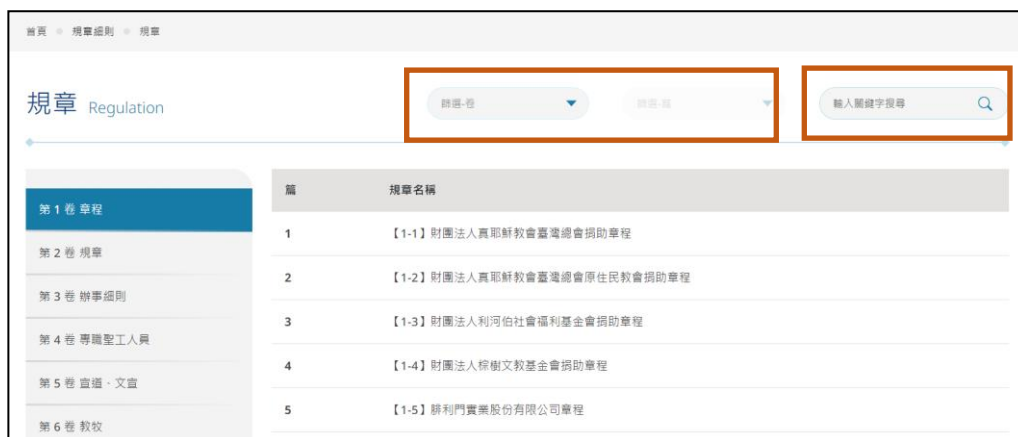 首頁 規章細則 規章
規章 Regulation
篩選-卷
篩選-篇
輸入關鍵字搜尋
第 1 卷 章程
第 2 卷 規章
第 3 卷 辦事細則
第 4 卷 專職聖工人員
第 5 卷 宣道・文宣
第 6 卷 教牧
篇 規章名稱
1 【1-1】財團法人真耶穌教會臺灣總會捐助章程
2 【1-2】財團法人真耶穌教會臺灣總會原住民教會捐助章程
3 【1-3】財團法人利河伯社會福利基金會捐助章程
4 【1-4】財團法人棕樹文教基金會捐助章程
5 【1-5】腓利門實業股份有限公司章程